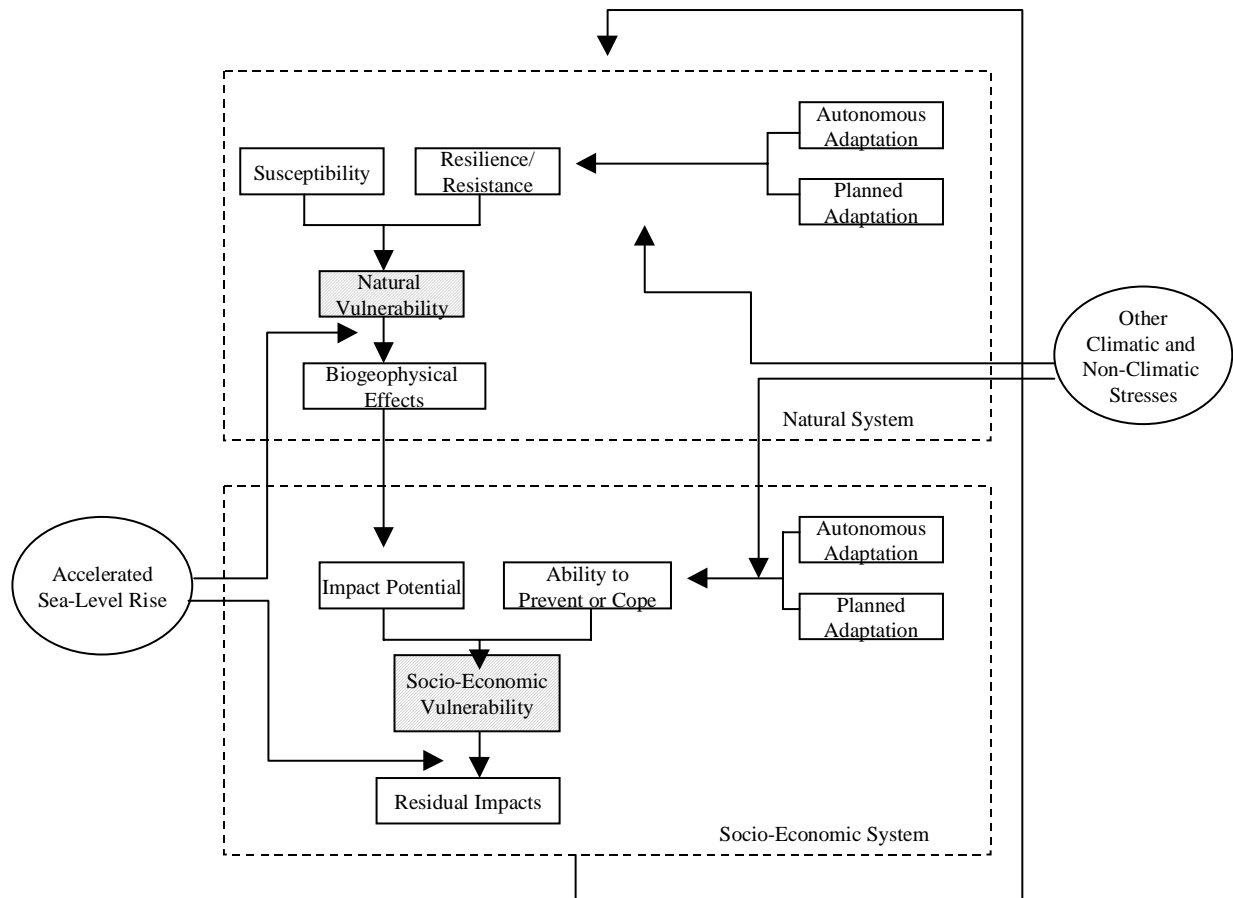 Autonomous
Adaptation
Susceptibility
Resilience/
Resistance
Planned
Adaptation
Natural
Vulnerability
Other
Climatic and
Non-Climatic
Stresses
Biogeophysical
Effects
Natural System
Accelerated
Sea-Level Rise
Autonomous
Adaptation
Impact Potential
Ability to
Prevent or Cope
Planned
Adaptation
Socio-Economic
Vulnerability
Residual Impacts
Socio-Economic System